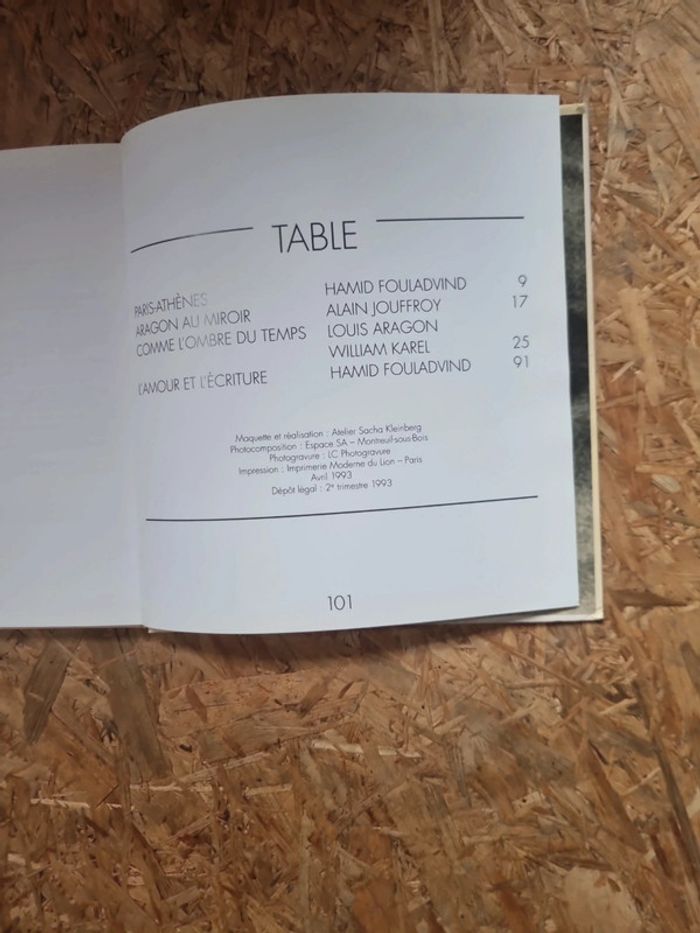 TABLE
PARIS-ATHÈNES HAMID FOULADVIND 9
ARAGON AU MIROIR ALAIN JOUFFROY 17
COMME L'OMBRE DU TEMPS LOUIS ARAGON
WILLIAM KAREL 25
L'AMOUR ET L'ÉCRITURE HAMID FOULADVIND 91
Maquette et réalisation : Atelier Sacha Kleinberg
Photocomposition : Espace SA – Montreuil-sous-Bois
Photogravure : LC Photogravure
Impression : Imprimerie Moderne du Lion – Paris
Avril 1993
Dépôt légal : 2e trimestre 1993
101